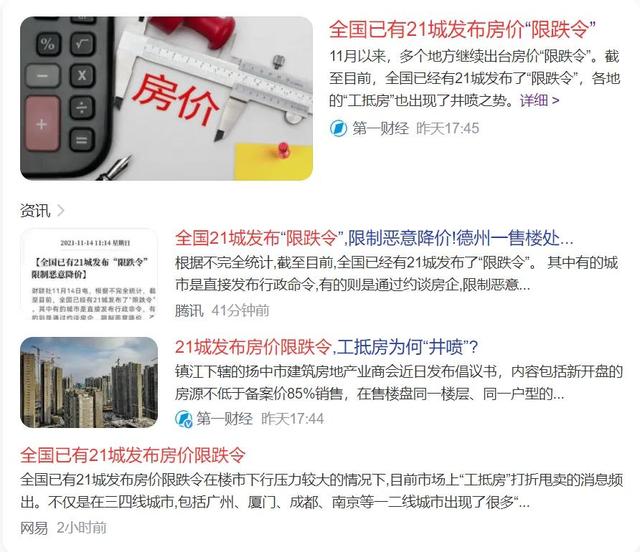 全国已有21城发布房价“限跌令”
11月以来，多个地方继续出台房价“限跌令”。截
至目前，全国已经有21城发布了“限跌令”，各地
的“工抵房”也出现了井喷之势。详细 >
第一财经 昨天17:45
房价
%
√
−
×
÷
+
资讯 >
2021-11-14 11:14 星期日
【全国已有21城发布“限跌令”
限制恶意降价】
财联社11月14日电，根据不完全统计，截
至目前，全国已经有21城发布了“限跌令”
，其中有的城市是直接发布行政命令，有
的则是通过约谈房企，限制恶意降价，
全国21城发布“限跌令”,限制恶意降价!德州一售楼处...
根据不完全统计,截至目前,全国已经有21城发布了“限跌令”。 其中有的城
市是直接发布行政命令,有的则是通过约谈房企,限制恶意...
腾讯 41分钟前
21城发布房价限跌令,工抵房为何“井喷”?
镇江下辖的扬中市建筑房地产业商会近日发布倡议书，内容包括新开盘的
房源不低于备案价85%销售，在售楼盘同一楼层、同一户型的...
第一财经 昨天17:44
全国已有21城发布房价限跌令
全国已有21城发布房价限跌令在楼市下行压力较大的情况下,目前市场上“工抵房”打折甩卖的消息频
出。不仅是在三四线城市,包括广州、厦门、成都、南京等一二线城市出现了很多“...
网易 2小时前